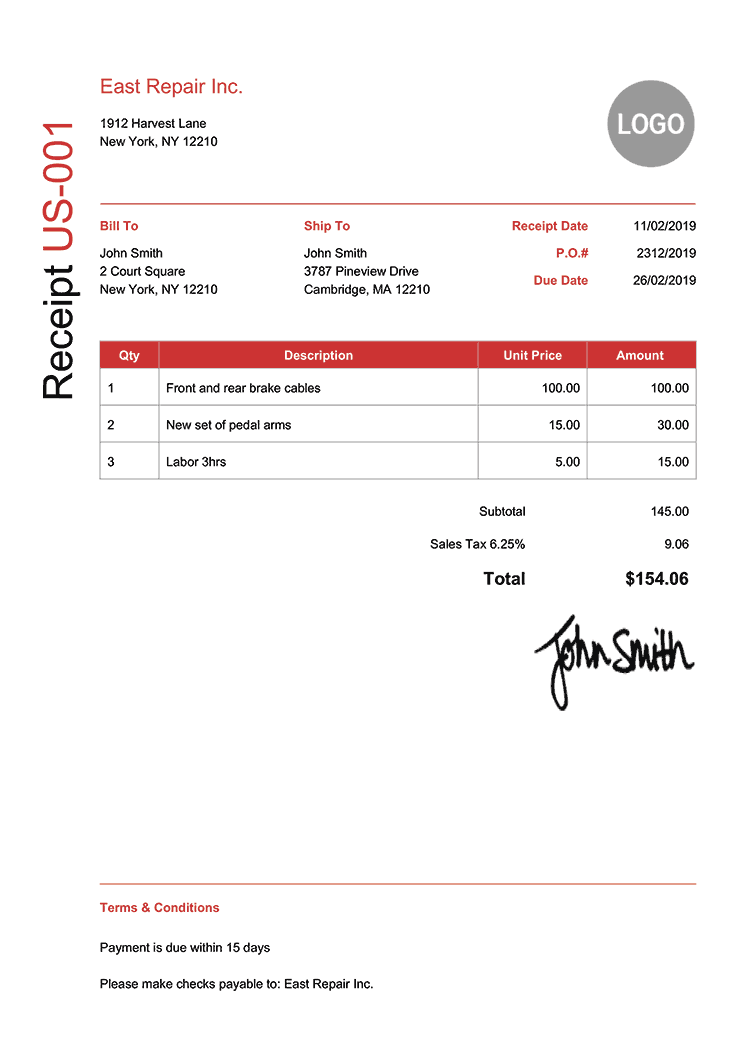 Receipt US-001
East Repair Inc.
1912 Harvest Lane
New York, NY 12210
LOGO
Bill To
John Smith
2 Court Square
New York, NY 12210
Ship To
John Smith
3787 Pineview Drive
Cambridge, MA 12210
Receipt Date 11/02/2019
P.O.# 2312/2019
Due Date 26/02/2019
Qty Description Unit Price Amount
1 Front and rear brake cables 100.00 100.00
2 New set of pedal arms 15.00 30.00
3 Labor 3hrs 5.00 15.00
Subtotal 145.00
Sales Tax 6.25% 9.06
Total $154.06
John Smith
Terms & Conditions
Payment is due within 15 days
Please make checks payable to: East Repair Inc.